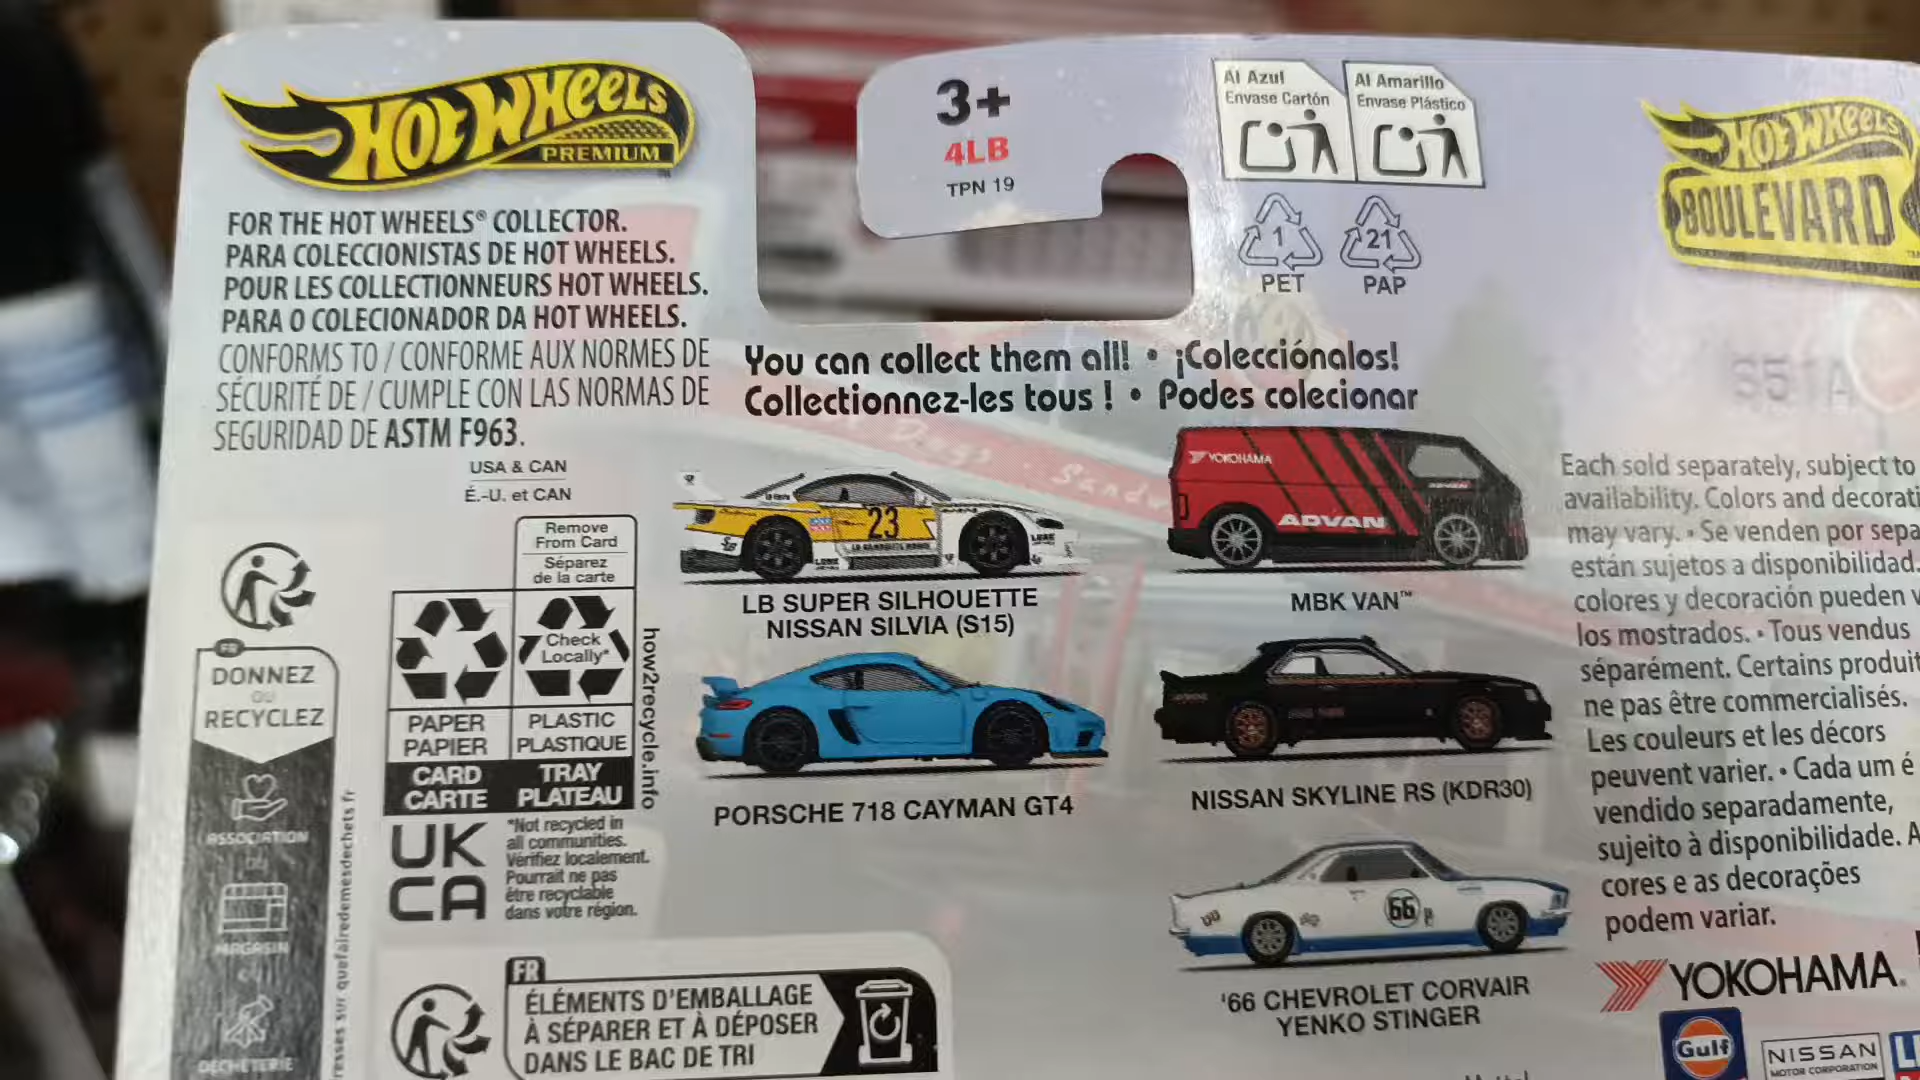 HOT WHEELS
PREMIUM
FOR THE HOT WHEELS® COLLECTOR.
PARA COLECCIONISTAS DE HOT WHEELS.
POUR LES COLLECTIONNEURS HOT WHEELS.
PARA O COLECIONADOR DA HOT WHEELS.
CONFORMS TO / CONFORME AUX NORMES DE
SÉCURITÉ DE / CUMPLE CON LAS NORMAS DE
SEGURIDAD DE ASTM F963.
USA & CAN
É.-U. et CAN
3+
4LB
TPN 19
Al Azul
Envase Cartón
Al Amarillo
Envase Plástico
1
PET
21
PAP
HOT WHEELS
BOULEVARD
You can collect them all! • ¡Colecciónalos!
Collectionnez-les tous ! • Podes colecionar
YOKOHAMA
ADVAN
23
LB SUPER SILHOUETTE
NISSAN SILVIA (S15)
MBK VAN™
PORSCHE 718 CAYMAN GT4
NISSAN SKYLINE RS (KDR30)
66
'66 CHEVROLET CORVAIR
YENKO STINGER
Each sold separately, subject to
availability. Colors and decorati
may vary. • Se venden por sepa
están sujetos a disponibilidad.
colores y decoración pueden v
los mostrados. • Tous vendus
séparément. Certains produit
ne pas être commercialisés.
Les couleurs et les décors
peuvent varier. • Cada um é
vendido separadamente,
sujeito à disponibilidade. A
cores e as decorações
podem variar.
YOKOHAMA.
Gulf
NISSAN
MOTOR CORPORATION
Remove
From Card
Séparez
de la carte
Check
Locally*
PAPER
PAPIER
PLASTIC
PLASTIQUE
CARD
CARTE
TRAY
PLATEAU
how2recycle.info
*Not recycled in
all communities.
Vérifiez localement.
Pourrait ne pas
être recyclable
dans votre région.
UK
CA
FR
DONNEZ
OU
RECYCLEZ
ASSOCIATION
OU
MAGASIN
DÉCHÈTERIE
resses sur quefairedemesdechets.fr
FR
ÉLÉMENTS D'EMBALLAGE
À SÉPARER ET À DÉPOSER
DANS LE BAC DE TRI